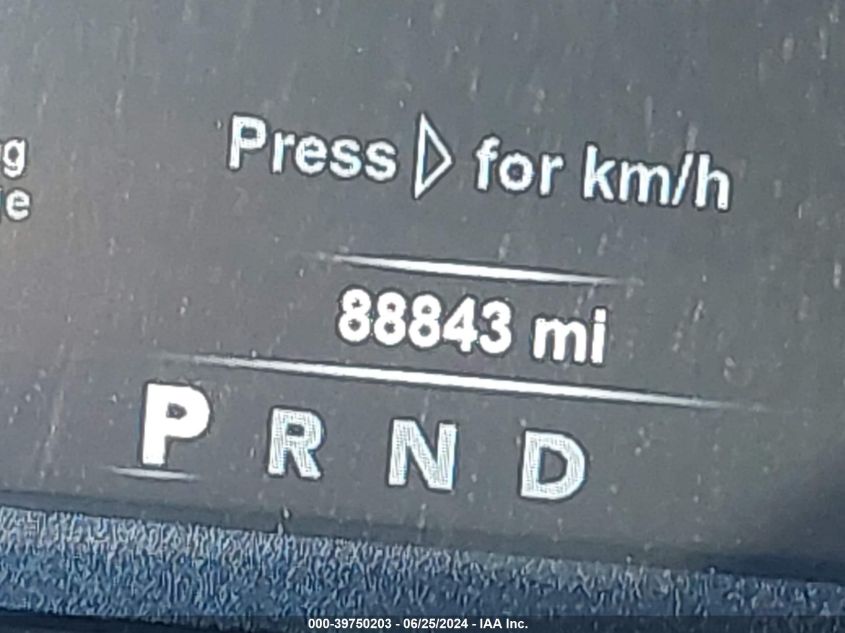 g
e
Press ▷ for km/h
88843 mi
P R N D
000-39750203 - 06/25/2024 - IAA Inc.